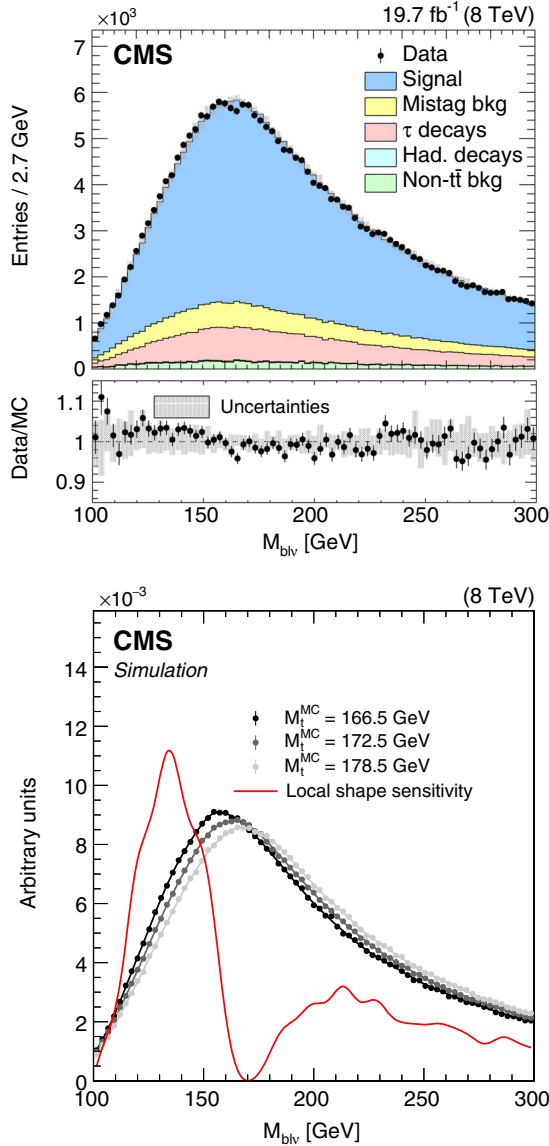 ×10³ 19.7 fb⁻¹ (8 TeV)
CMS
Data
Signal
Mistag bkg
τ decays
Had. decays
Non-tt̄ bkg
Entries / 2.7 GeV
7
6
5
4
3
2
1
0
Uncertainties
Data/MC
1.1
1
0.9
100 150 200 250 300
M_blν [GeV]
×10⁻³ (8 TeV)
CMS
Simulation
M_t^MC = 166.5 GeV
M_t^MC = 172.5 GeV
M_t^MC = 178.5 GeV
Local shape sensitivity
Arbitrary units
14
12
10
8
6
4
2
0
100 150 200 250 300
M_blν [GeV]